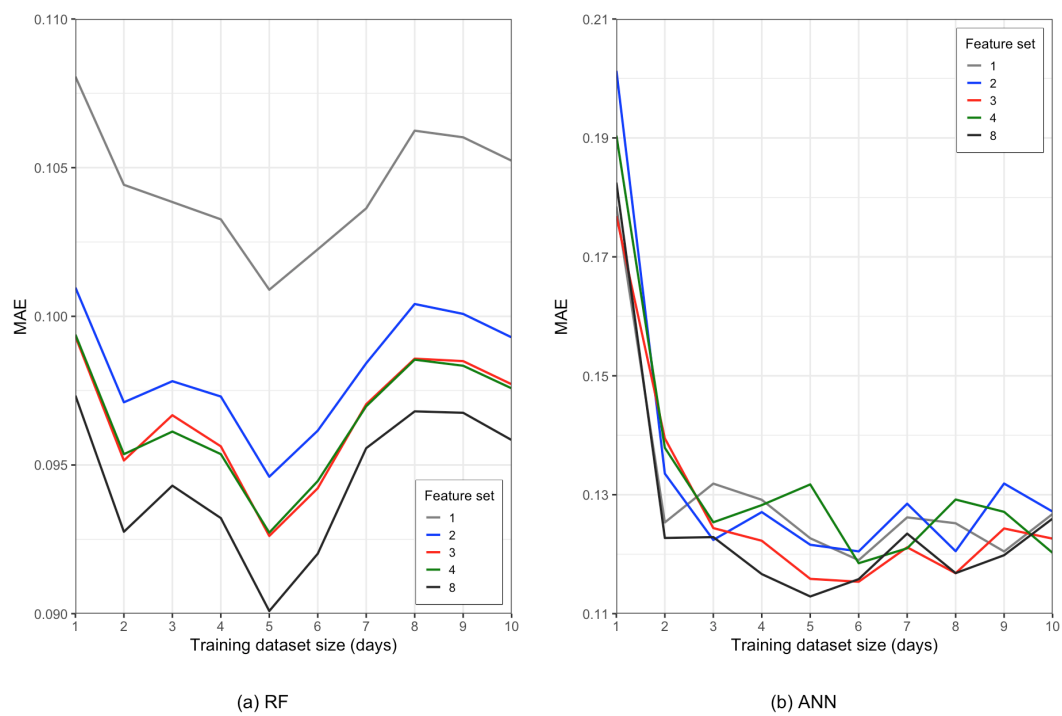 0.110
0.105
0.100
0.095
0.090
MAE
1 2 3 4 5 6 7 8 9 10
Training dataset size (days)
Feature set
1
2
3
4
8
(a) RF
0.21
0.19
0.17
0.15
0.13
0.11
MAE
1 2 3 4 5 6 7 8 9 10
Training dataset size (days)
Feature set
1
2
3
4
8
(b) ANN